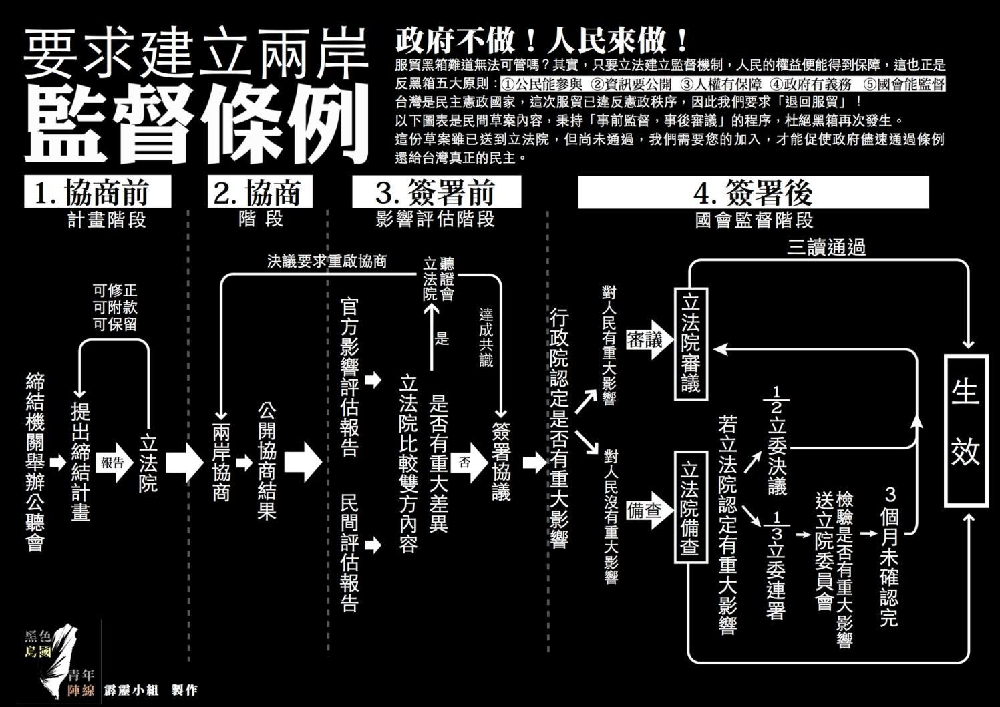 要求建立兩岸
監督條例
政府不做！人民來做！
服貿黑箱難道無法可管嗎？其實，只要立法建立監督機制，人民的權益便能得到保障，這也正是
反黑箱五大原則：①公民能參與 ②資訊要公開 ③人權有保障 ④政府有義務 ⑤國會能監督
台灣是民主憲政國家，這次服貿已違反憲政秩序，因此我們要求「退回服貿」！
以下圖表是民間草案內容，秉持「事前監督，事後審議」的程序，杜絕黑箱再次發生。
這份草案雖已送到立法院，但尚未通過，我們需要您的加入，才能促使政府儘速通過條例
還給台灣真正的民主。
1. 協商前
計畫階段
2. 協商
階段
3. 簽署前
影響評估階段
4. 簽署後
國會監督階段
締結機關舉辦公聽會
提出締結計畫
可修正
可附款
可保留
報告
立法院
兩岸協商
公開協商結果
決議要求重啟協商
官方影響評估報告
民間評估報告
立法院比較雙方內容
是否有重大差異
是
立法院
聽證會
達成共識
否
簽署協議
行政院認定是否有重大影響
對人民有重大影響
對人民沒有重大影響
審議
立法院審議
三讀通過
備查
立法院備查
若立法院認定有重大影響
1/2立委決議
1/3立委連署
送立院委員會
檢驗是否有重大影響
3個月未確認完
生效
黑色
島國
青年
陣線
霹靂小組 製作